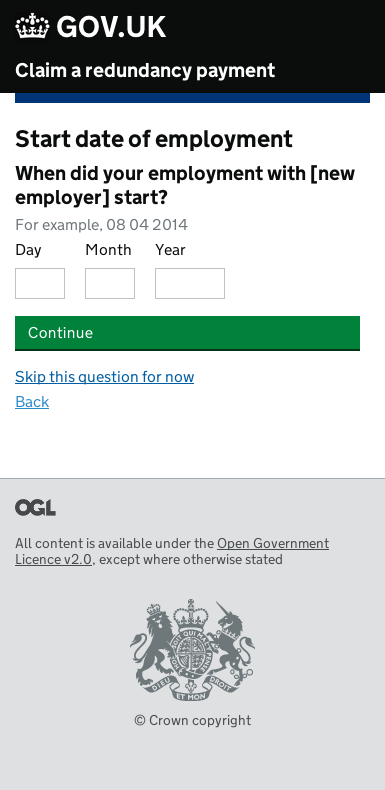 GOV.UK
Claim a redundancy payment
Start date of employment
When did your employment with [new
employer] start?
For example, 08 04 2014
Day Month Year
Continue
Skip this question for now
Back
OGL
All content is available under the Open Government
Licence v2.0, except where otherwise stated
DIEU ET MON DROIT
© Crown copyright